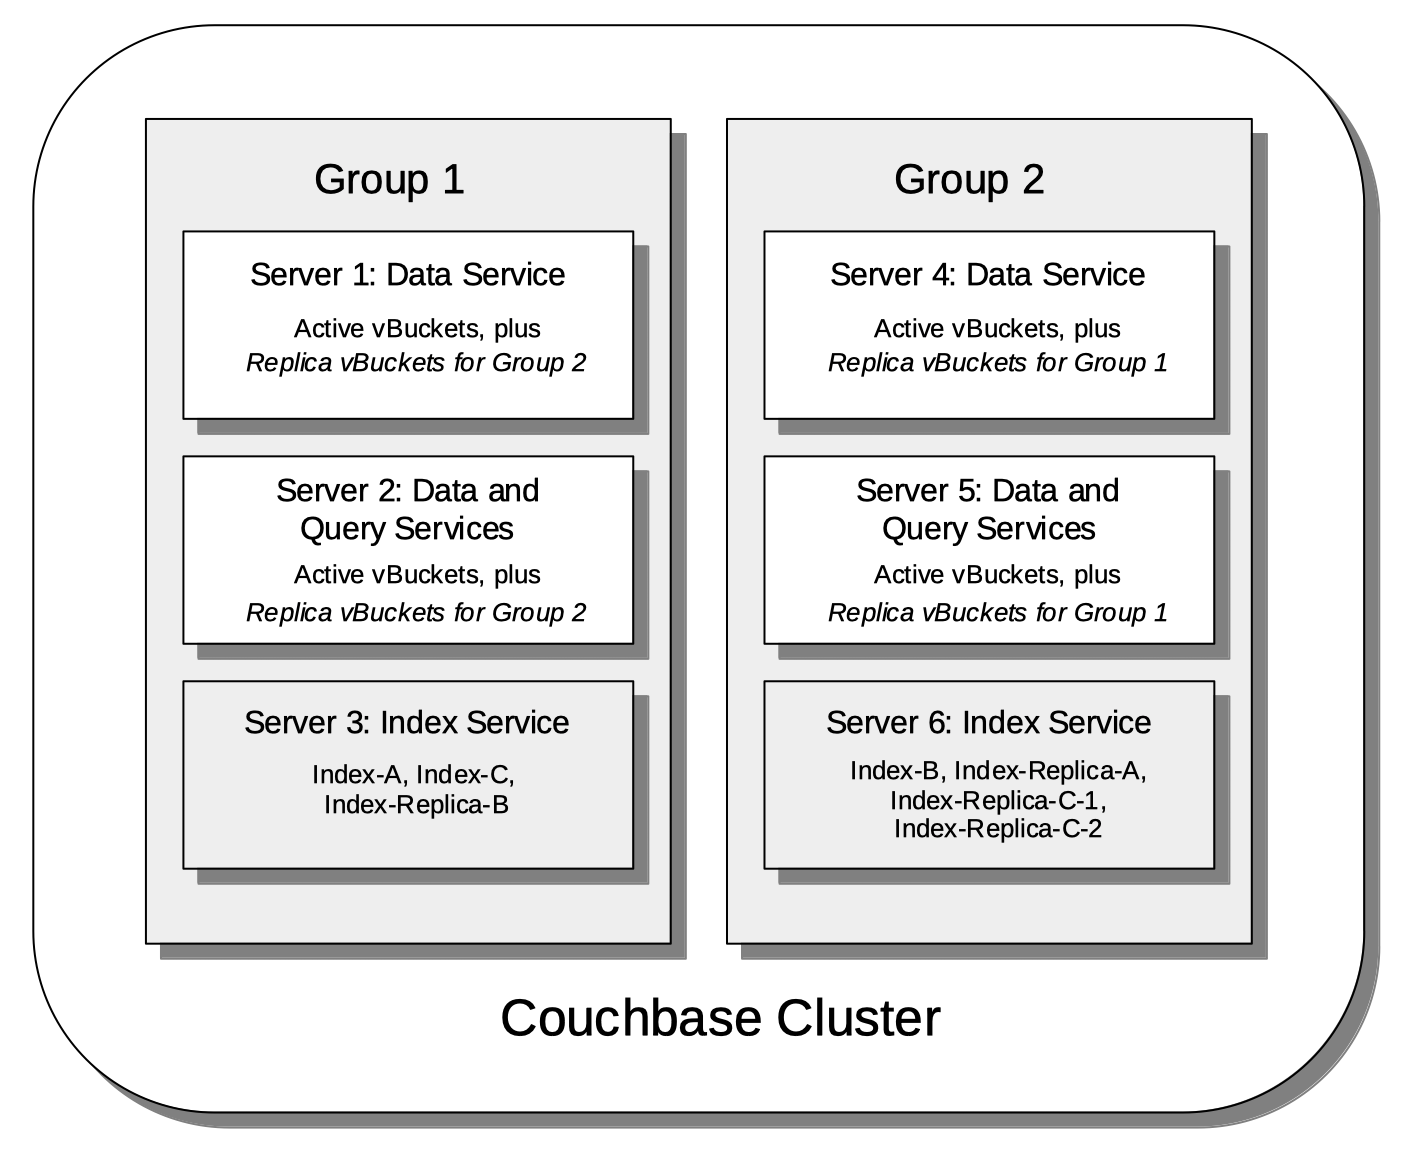 Group 1
Server 1: Data Service
Active vBuckets, plus
Replica vBuckets for Group 2
Server 2: Data and
Query Services
Active vBuckets, plus
Replica vBuckets for Group 2
Server 3: Index Service
Index-A, Index-C,
Index-Replica-B
Group 2
Server 4: Data Service
Active vBuckets, plus
Replica vBuckets for Group 1
Server 5: Data and
Query Services
Active vBuckets, plus
Replica vBuckets for Group 1
Server 6: Index Service
Index-B, Index-Replica-A,
Index-Replica-C-1,
Index-Replica-C-2
Couchbase Cluster